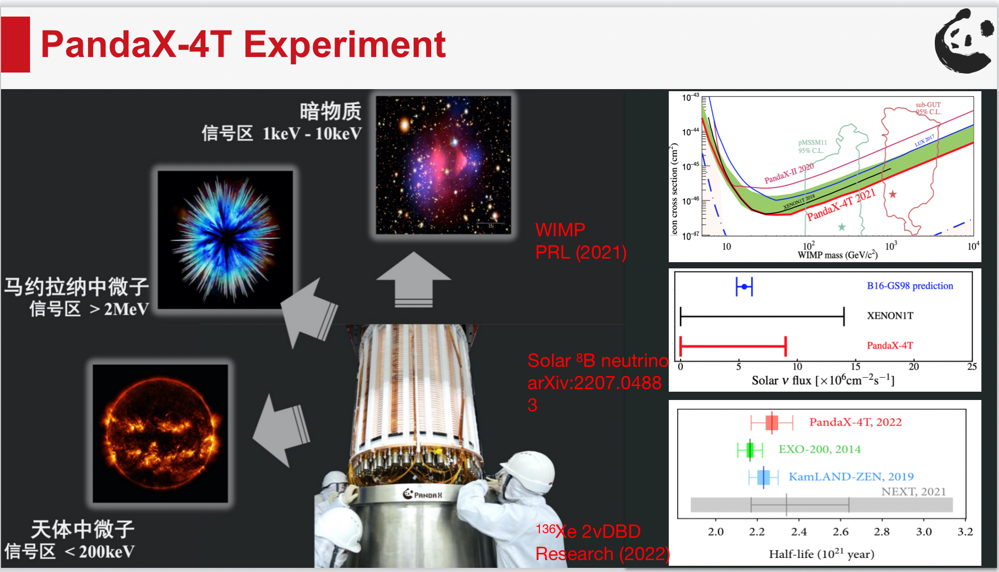 PandaX-4T Experiment
暗物质
信号区 1keV - 10keV
马约拉纳中微子
信号区 > 2MeV
天体中微子
信号区 < 200keV
15"
PANDA X
WIMP
PRL (2021)
Solar ⁸B neutrino
arXiv:2207.0488
3
¹³⁶Xe 2vDBD
Research (2022)
10⁻⁴³
10⁻⁴⁴
10⁻⁴⁵
10⁻⁴⁶
10⁻⁴⁷
eon cross section (cm²)
sub-GUT
95% C.L.
pMSSM11
95% C.L.
LUX 2017
PandaX-II 2020
XENON1T 2018
PandaX-4T 2021
10 10² 10³ 10⁴
WIMP mass (GeV/c²)
B16-GS98 prediction
XENON1T
PandaX-4T
0 5 10 15 20 25
Solar ν flux [×10⁶cm⁻²s⁻¹]
PandaX-4T, 2022
EXO-200, 2014
KamLAND-ZEN, 2019
NEXT, 2021
2.0 2.2 2.4 2.6 2.8 3.0 3.2
Half-life (10²¹ year)